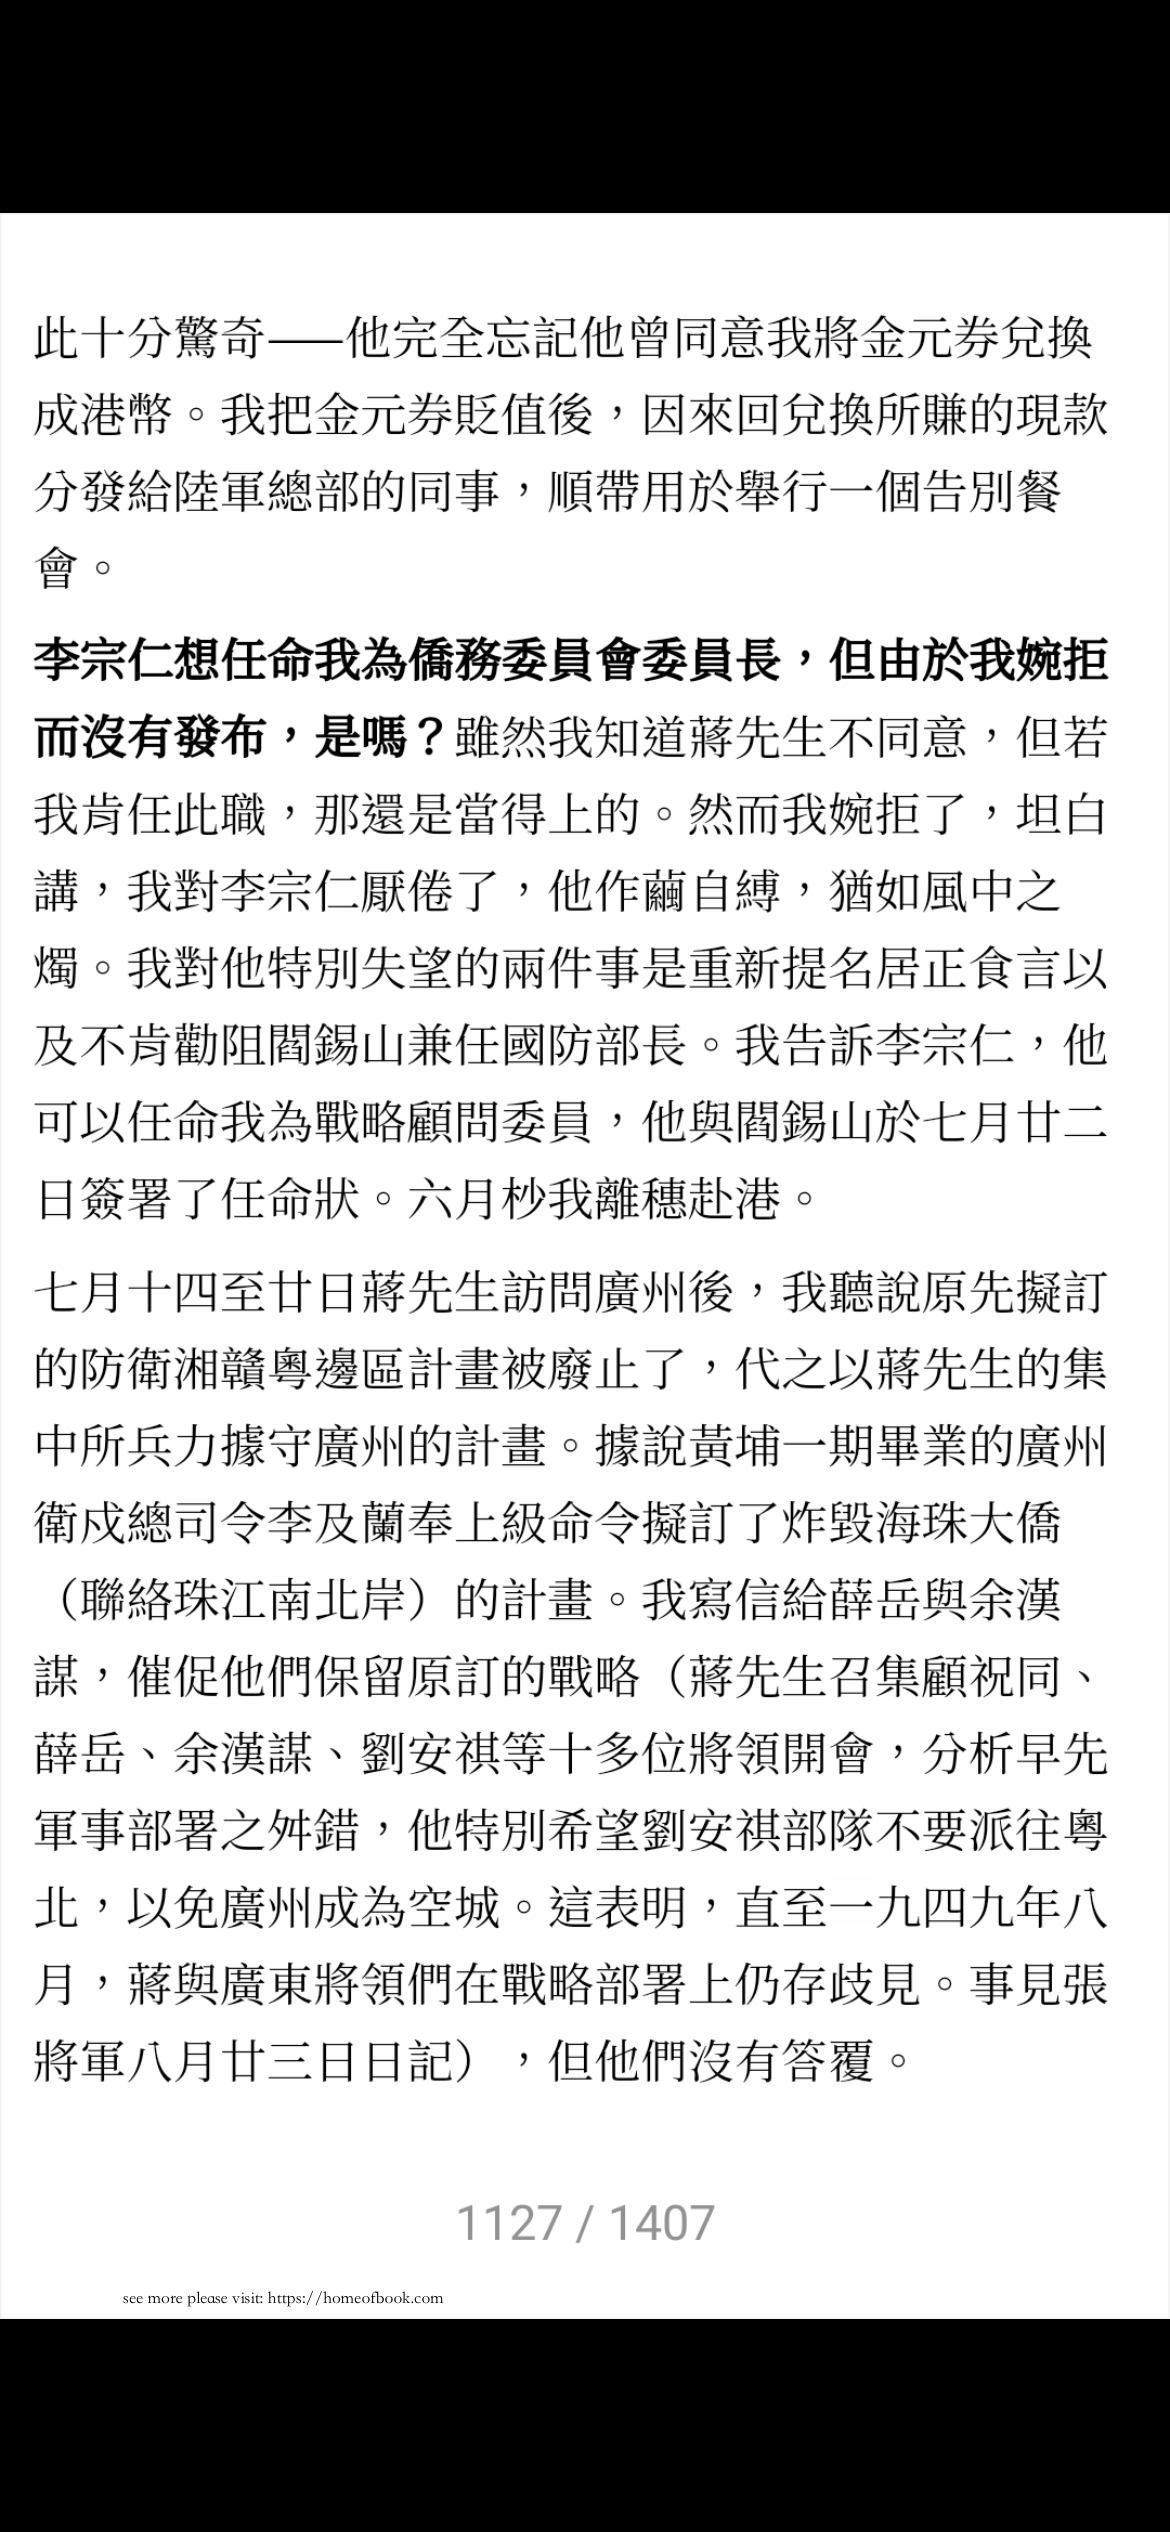 此十分驚奇——他完全忘記他曾同意我將金元券兌換
成港幣。我把金元券貶值後，因來回兌換所賺的現款
分發給陸軍總部的同事，順帶用於舉行一個告別餐
會。
李宗仁想任命我為僑務委員會委員長，但由於我婉拒
而沒有發布，是嗎？雖然我知道蔣先生不同意，但若
我肯任此職，那還是當得上的。然而我婉拒了，坦白
講，我對李宗仁厭倦了，他作繭自縛，猶如風中之
燭。我對他特別失望的兩件事是重新提名居正食言以
及不肯勸阻閻錫山兼任國防部長。我告訴李宗仁，他
可以任命我為戰略顧問委員，他與閻錫山於七月廿二
日簽署了任命狀。六月杪我離穗赴港。
七月十四至廿日蔣先生訪問廣州後，我聽說原先擬訂
的防衛湘贛粵邊區計畫被廢止了，代之以蔣先生的集
中所兵力據守廣州的計畫。據說黃埔一期畢業的廣州
衛戍總司令李及蘭奉上級命令擬訂了炸毀海珠大僑
（聯絡珠江南北岸）的計畫。我寫信給薛岳與余漢
謀，催促他們保留原訂的戰略（蔣先生召集顧祝同、
薛岳、余漢謀、劉安祺等十多位將領開會，分析早先
軍事部署之舛錯，他特別希望劉安祺部隊不要派往粵
北，以免廣州成為空城。這表明，直至一九四九年八
月，蔣與廣東將領們在戰略部署上仍存歧見。事見張
將軍八月廿三日日記），但他們沒有答覆。
1127 / 1407
see more please visit: https://homeofbook.com